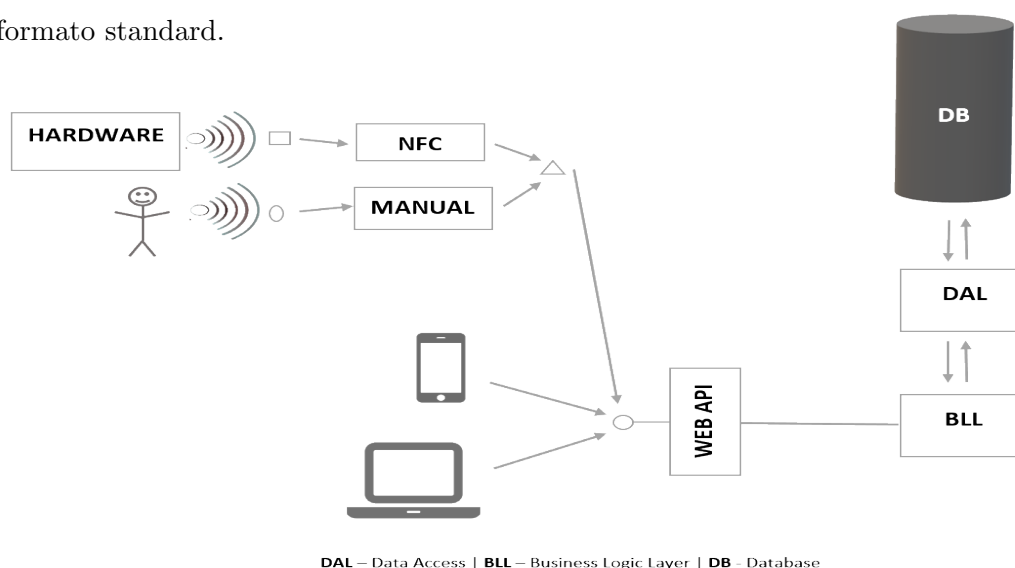 formato standard.
DB
HARDWARE
NFC
MANUAL
DAL
WEB API
BLL
DAL – Data Access | BLL – Business Logic Layer | DB - Database